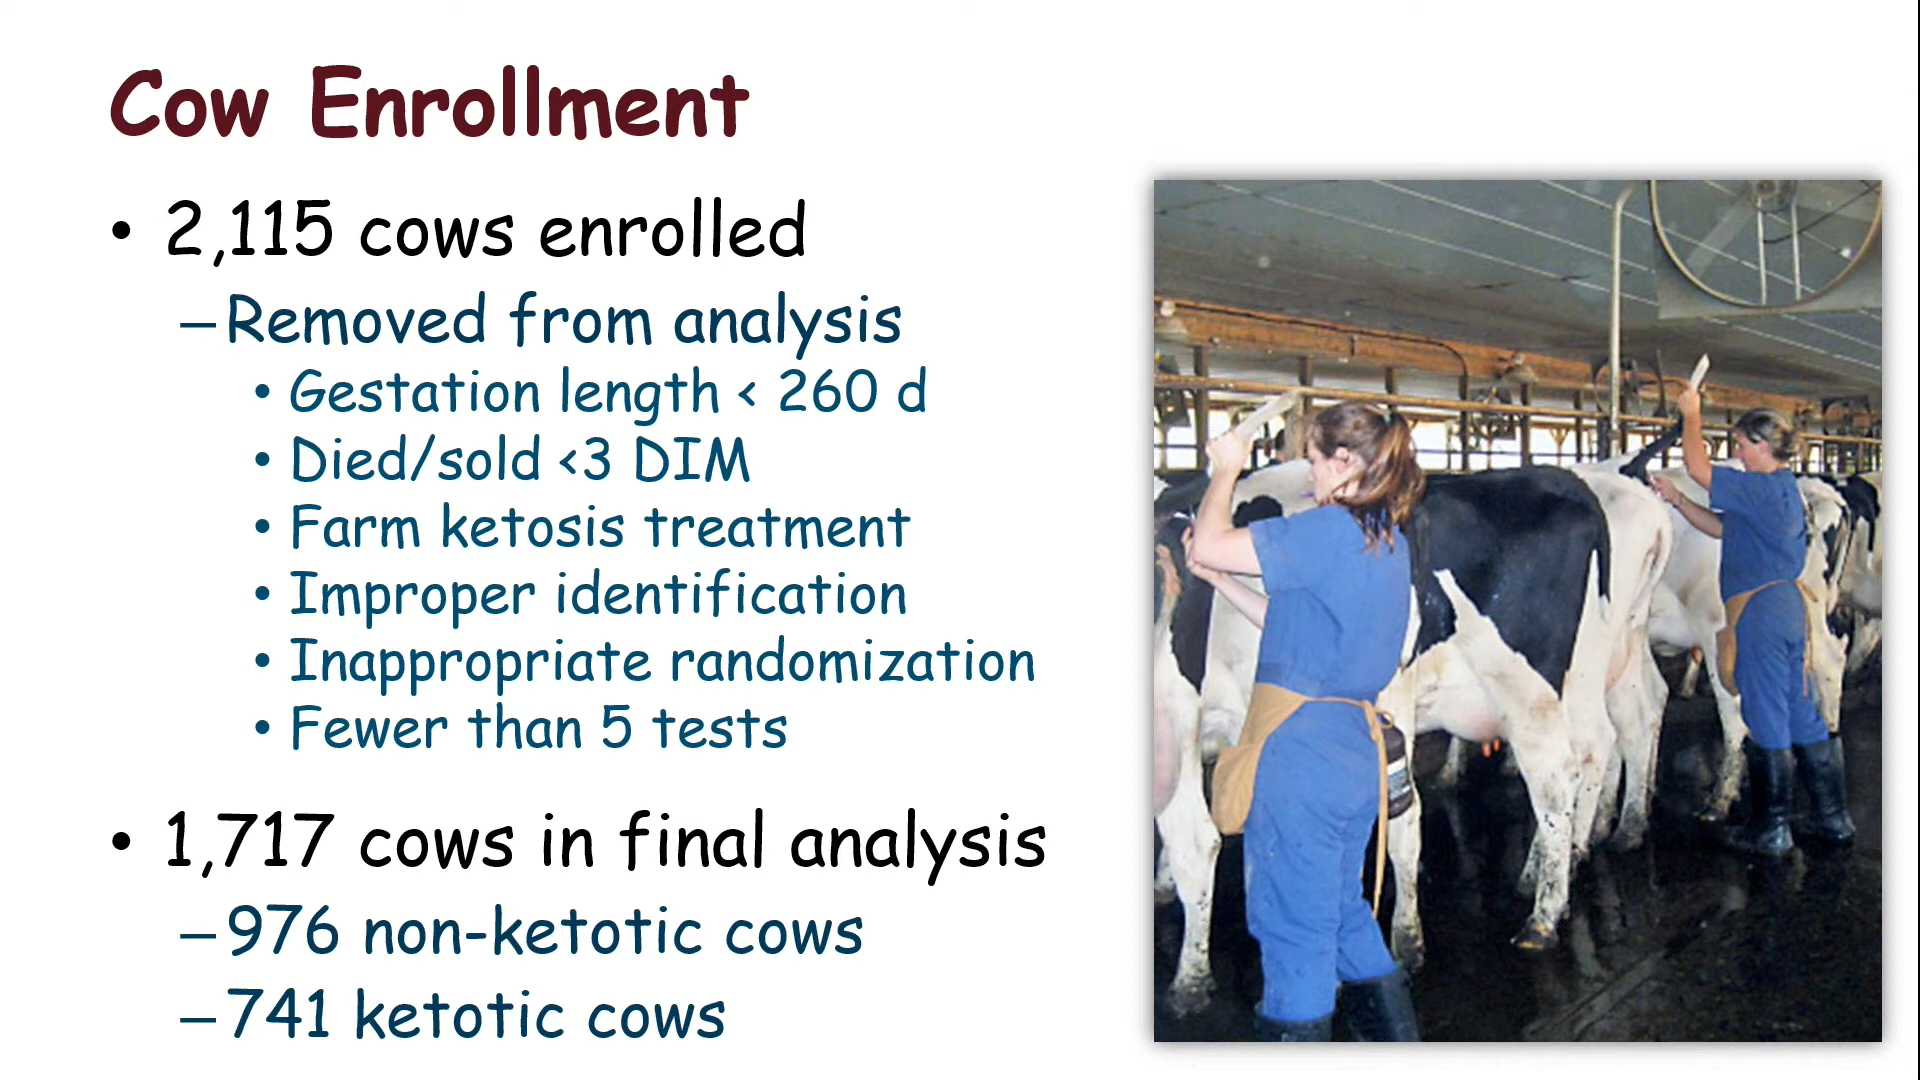 Cow Enrollment
• 2,115 cows enrolled
–Removed from analysis
• Gestation length < 260 d
• Died/sold <3 DIM
• Farm ketosis treatment
• Improper identification
• Inappropriate randomization
• Fewer than 5 tests
• 1,717 cows in final analysis
–976 non-ketotic cows
–741 ketotic cows